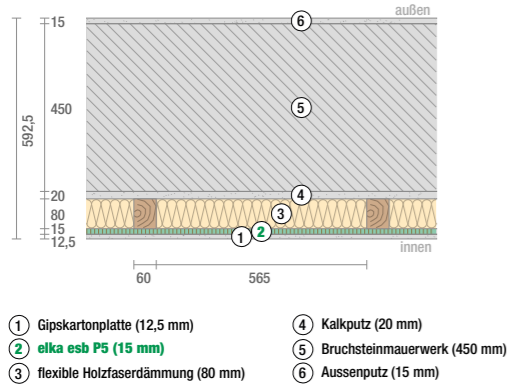 außen
15
6
450
5
592,5
20
4
80
3
15
2
12,5
1
innen
60
565
1 Gipskartonplatte (12,5 mm)
2 elka esb P5 (15 mm)
3 flexible Holzfaserdämmung (80 mm)
4 Kalkputz (20 mm)
5 Bruchsteinmauerwerk (450 mm)
6 Aussenputz (15 mm)